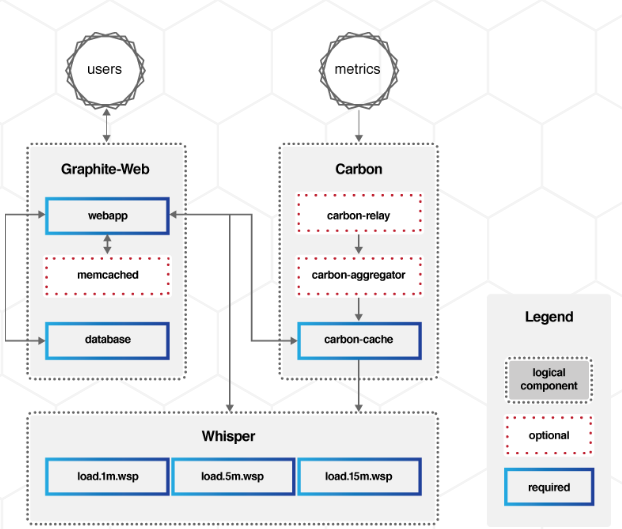 users
metrics
Graphite-Web
webapp
memcached
database
Carbon
carbon-relay
carbon-aggregator
carbon-cache
Whisper
load.1m.wsp
load.5m.wsp
load.15m.wsp
Legend
logical
component
optional
required